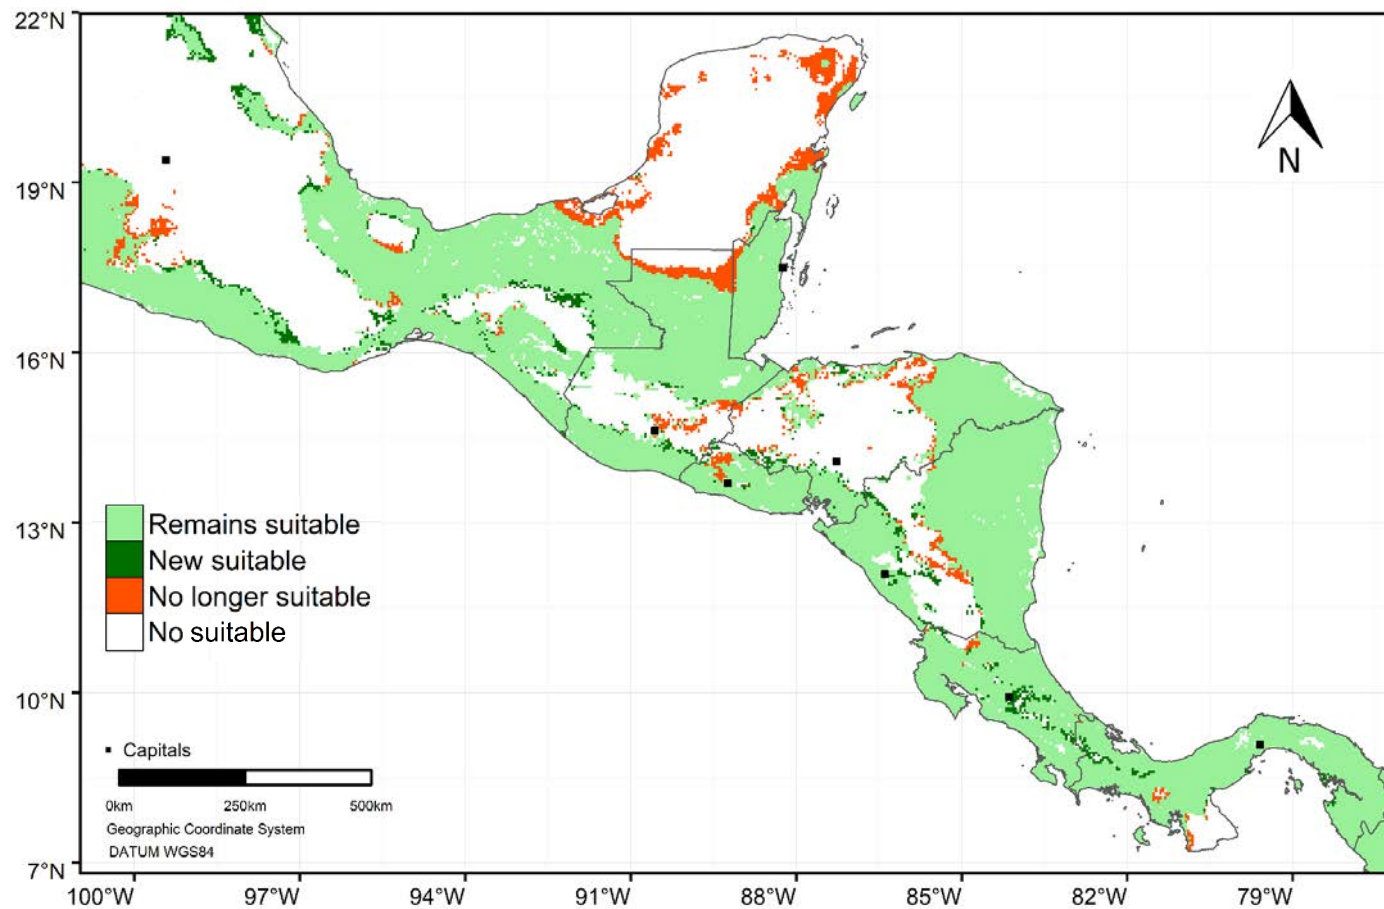 22°N
19°N
16°N
13°N
10°N
7°N
N
Remains suitable
New suitable
No longer suitable
No suitable
Capitals
0km 250km 500km
Geographic Coordinate System
DATUM WGS84
100°W 97°W 94°W 91°W 88°W 85°W 82°W 79°W